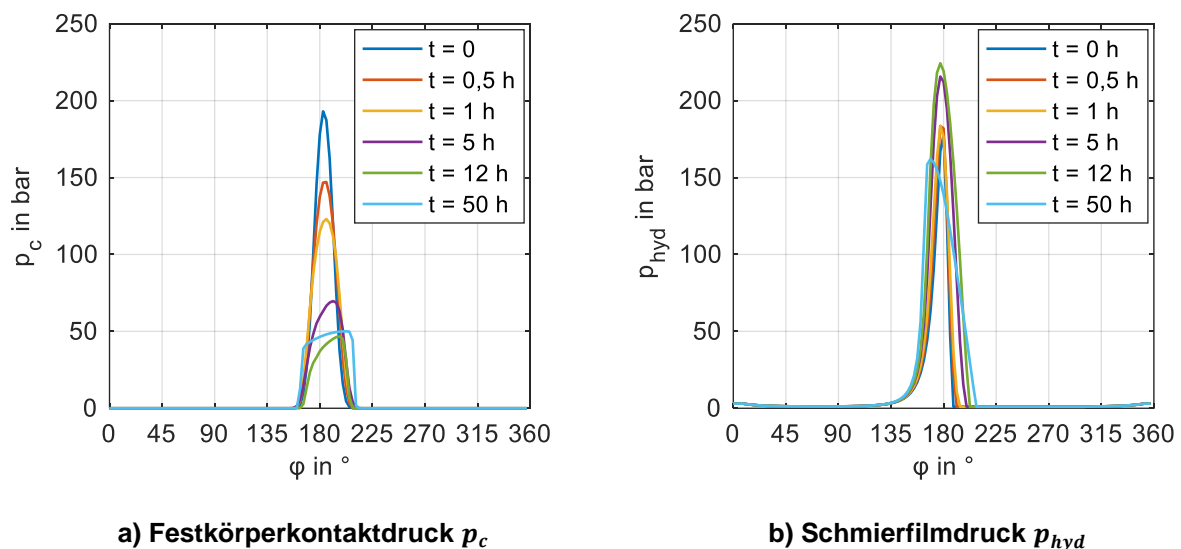 250
200
150
100
50
0
p_c in bar
t = 0
t = 0,5 h
t = 1 h
t = 5 h
t = 12 h
t = 50 h
0 45 90 135 180 225 270 315 360
φ in °
a) Festkörperkontaktdruck p_c
250
200
150
100
50
0
p_hyd in bar
t = 0 h
t = 0,5 h
t = 1 h
t = 5 h
t = 12 h
t = 50 h
0 45 90 135 180 225 270 315 360
φ in °
b) Schmierfilmdruck p_hyd